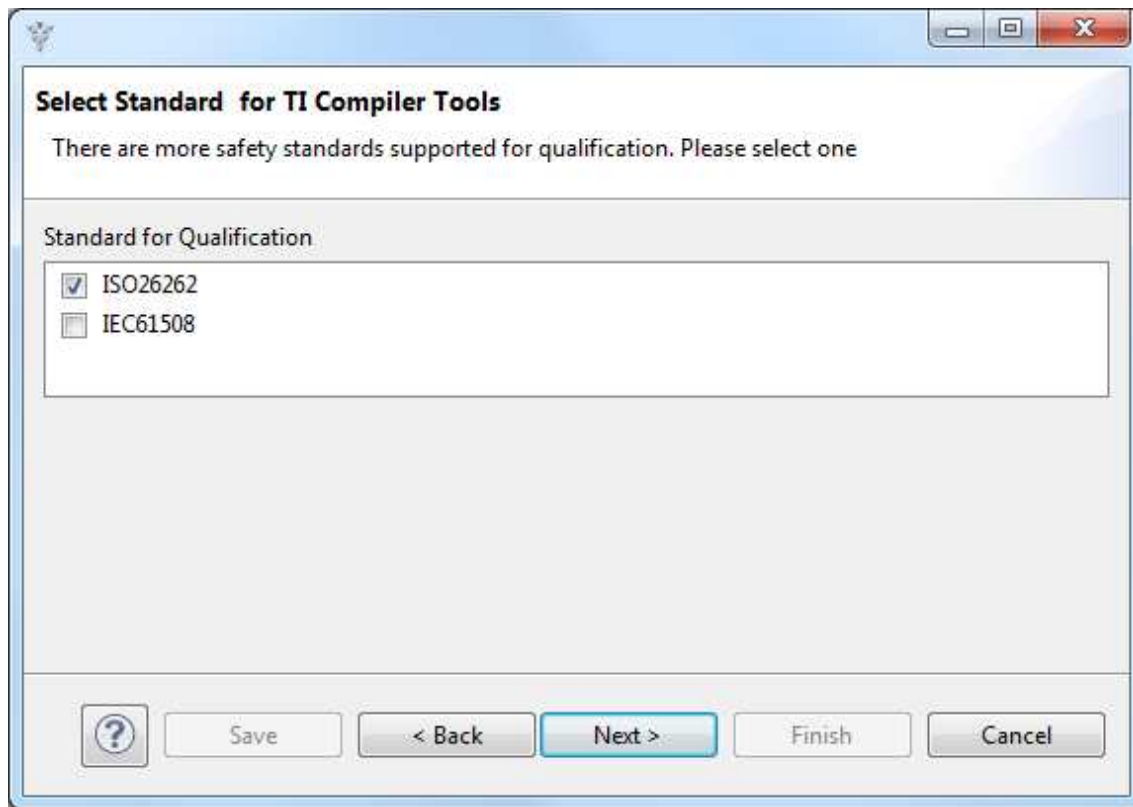 Select Standard  for TI Compiler Tools
There are more safety standards supported for qualification. Please select one
Standard for Qualification
ISO26262
IEC61508
?
Save
< Back
Next >
Finish
Cancel